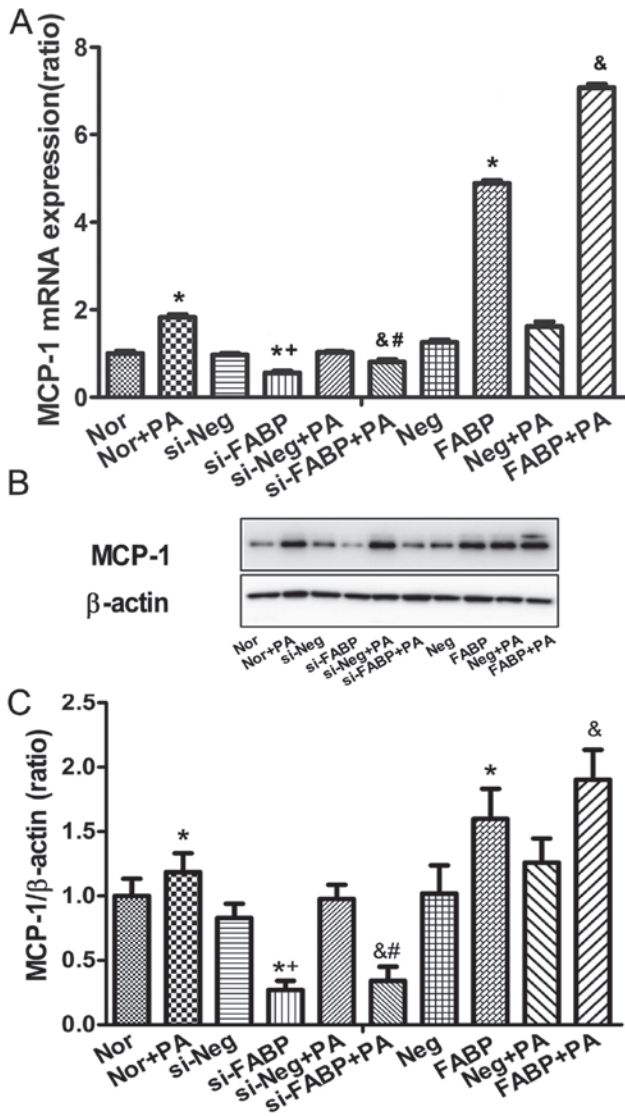 A
MCP-1 mRNA expression(ratio)
8
6
4
2
0
*
*+
&#
*
&
Nor
Nor+PA
si-Neg
si-FABP
si-Neg+PA
si-FABP+PA
Neg
FABP
Neg+PA
FABP+PA
B
MCP-1
β-actin
Nor
Nor+PA
si-Neg
si-FABP
si-Neg+PA
si-FABP+PA
Neg
FABP
Neg+PA
FABP+PA
C
MCP-1/β-actin (ratio)
2.5
2.0
1.5
1.0
0.5
0.0
*
*+
&#
*
&
Nor
Nor+PA
si-Neg
si-FABP
si-Neg+PA
si-FABP+PA
Neg
FABP
Neg+PA
FABP+PA